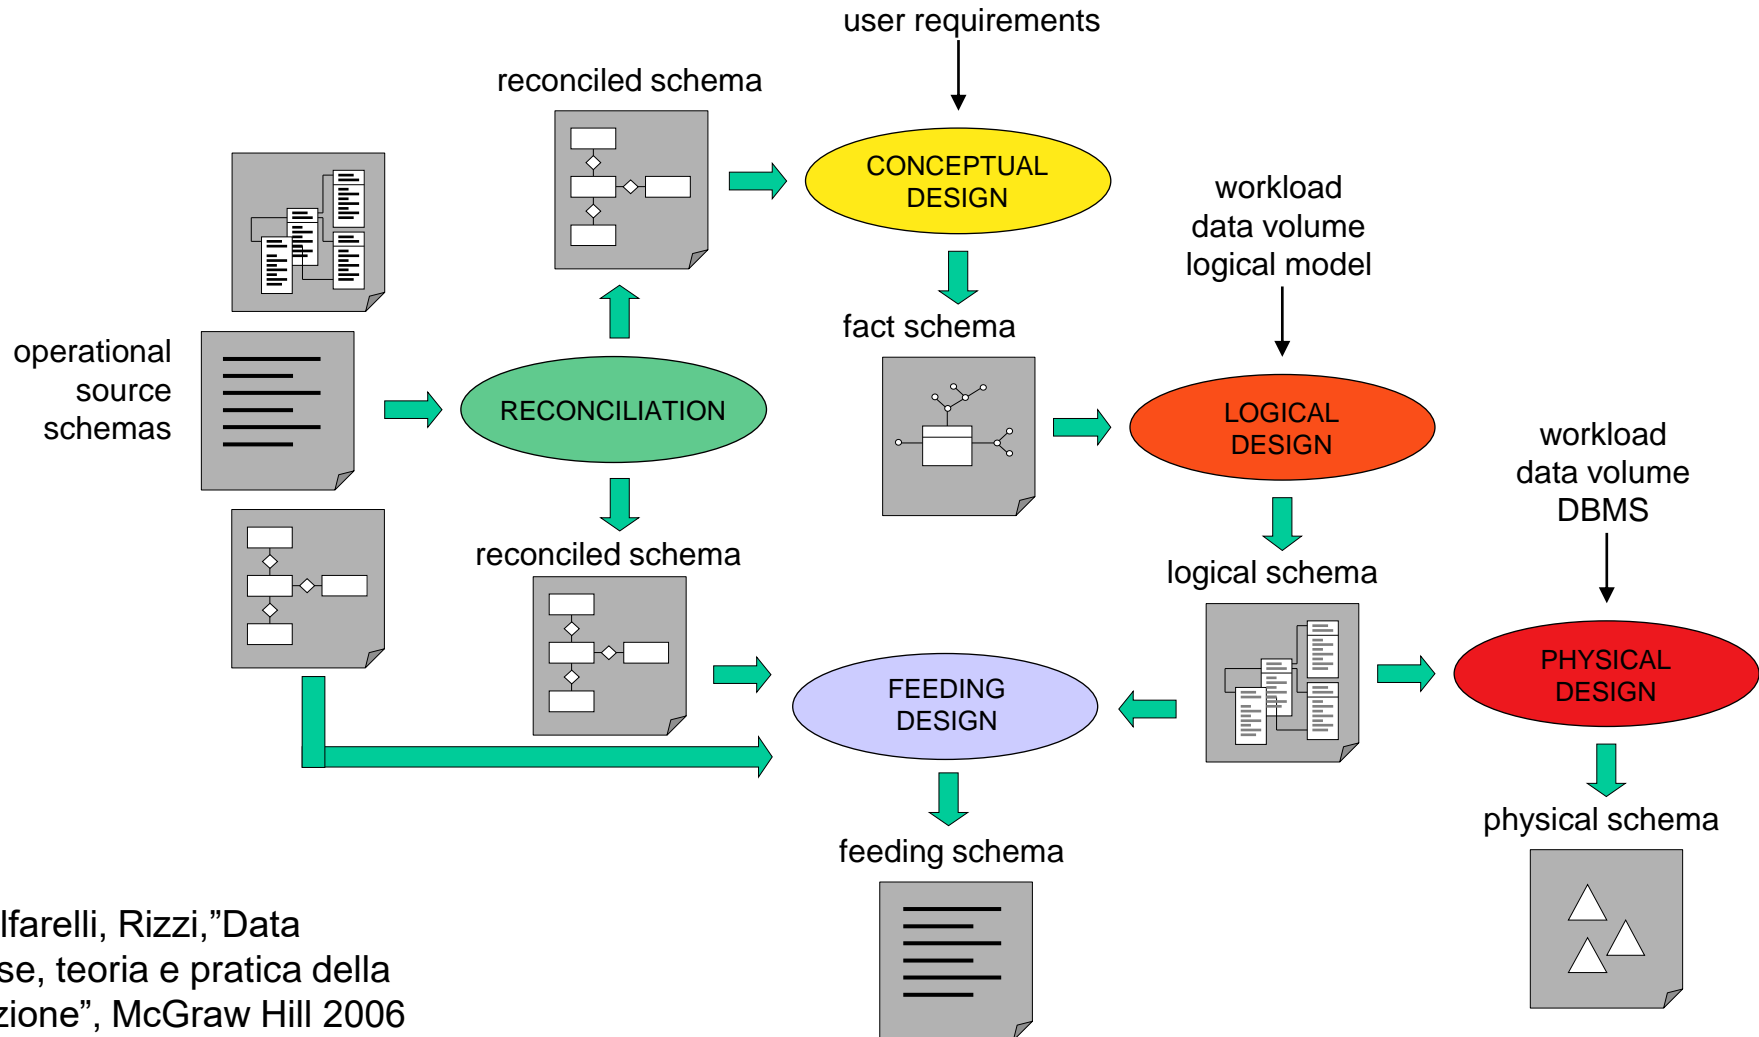 user requirements
reconciled schema
CONCEPTUAL
DESIGN
workload
data volume
logical model
operational
source
schemas
RECONCILIATION
fact schema
LOGICAL
DESIGN
workload
data volume
DBMS
reconciled schema
logical schema
FEEDING
DESIGN
PHYSICAL
DESIGN
feeding schema
physical schema
lfarelli, Rizzi,”Data
se, teoria e pratica della
zione”, McGraw Hill 2006